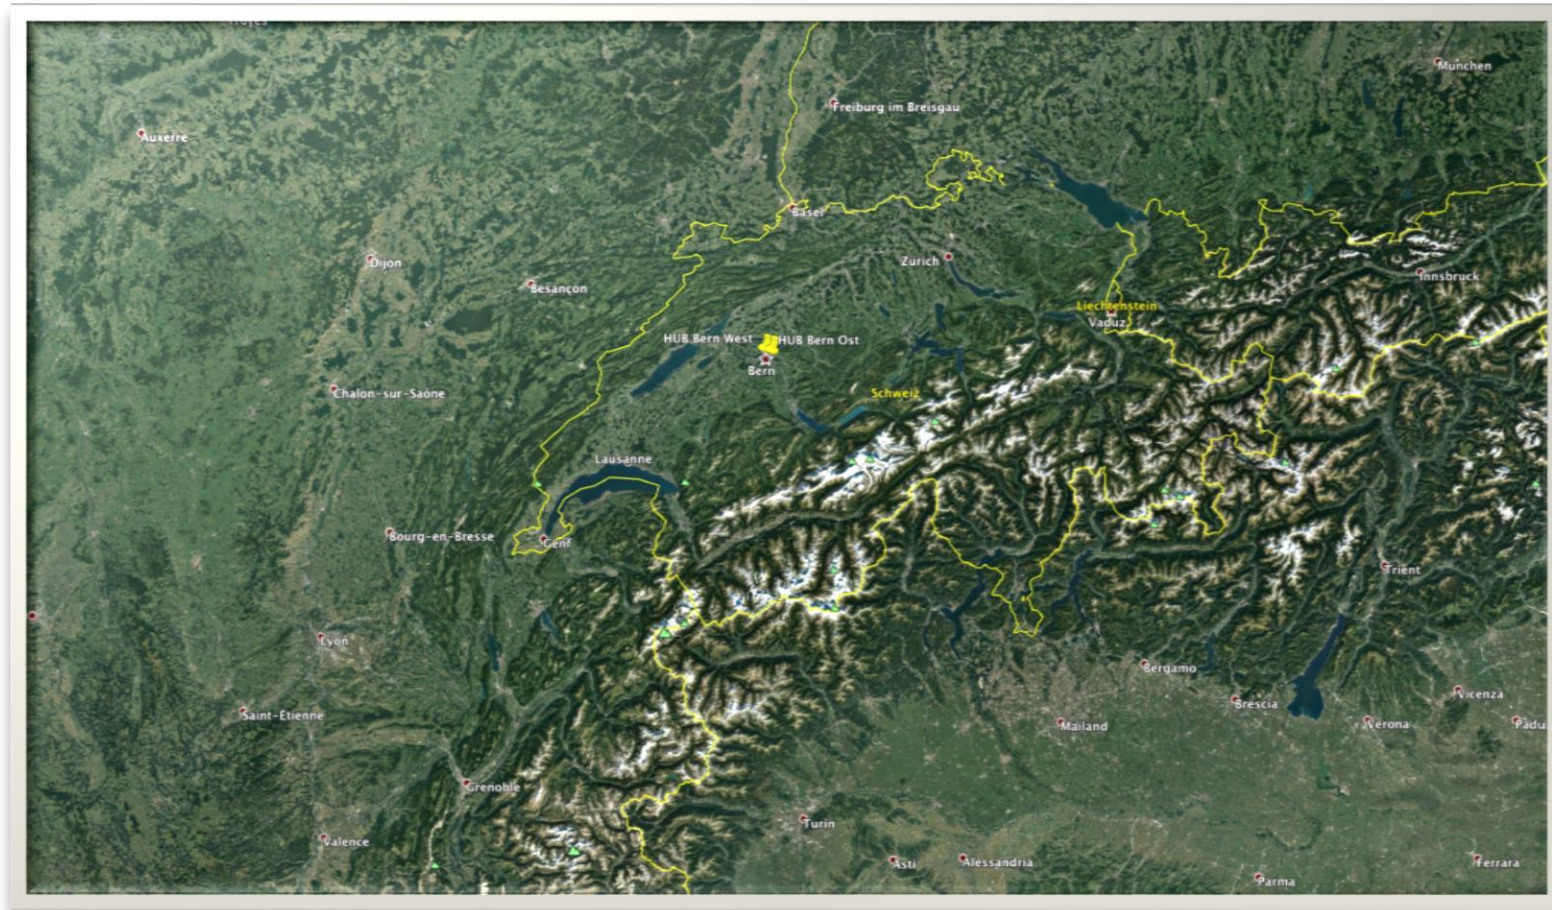 München
Freiburg im Breisgau
Auxerre
Basel
Dijon
Zürich
Besançon
Innsbruck
Liechtenstein
Vaduz
HUB Bern West
HUB Bern Ost
Bern
Chalon-sur-Saône
Schweiz
Lausanne
Bourg-en-Bresse
Genf
Trient
Lyon
Bergamo
Vicenza
Saint-Étienne
Brescia
Mailand
Verona
Padu
Grenoble
Turin
Valence
Asti
Alessandria
Ferrara
Parma